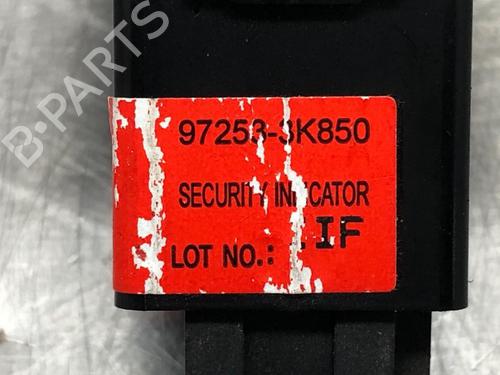 B-PARTS
97253-3K850
SECURITY INDICATOR
LOT NO.: IF